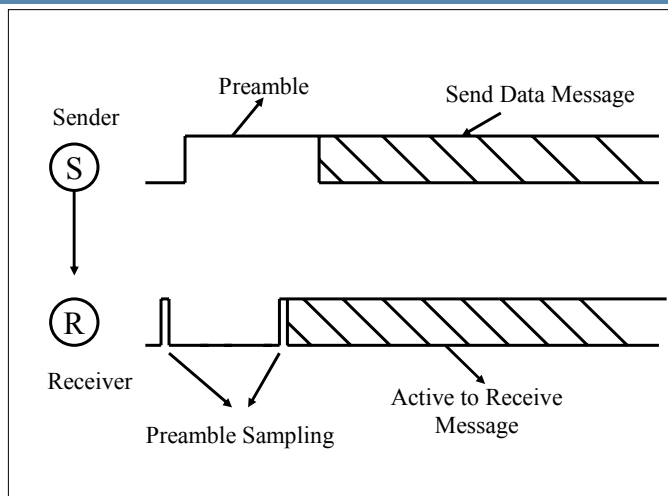 Preamble
Send Data Message
Sender
S
R
Receiver
Active to Receive
Message
Preamble Sampling